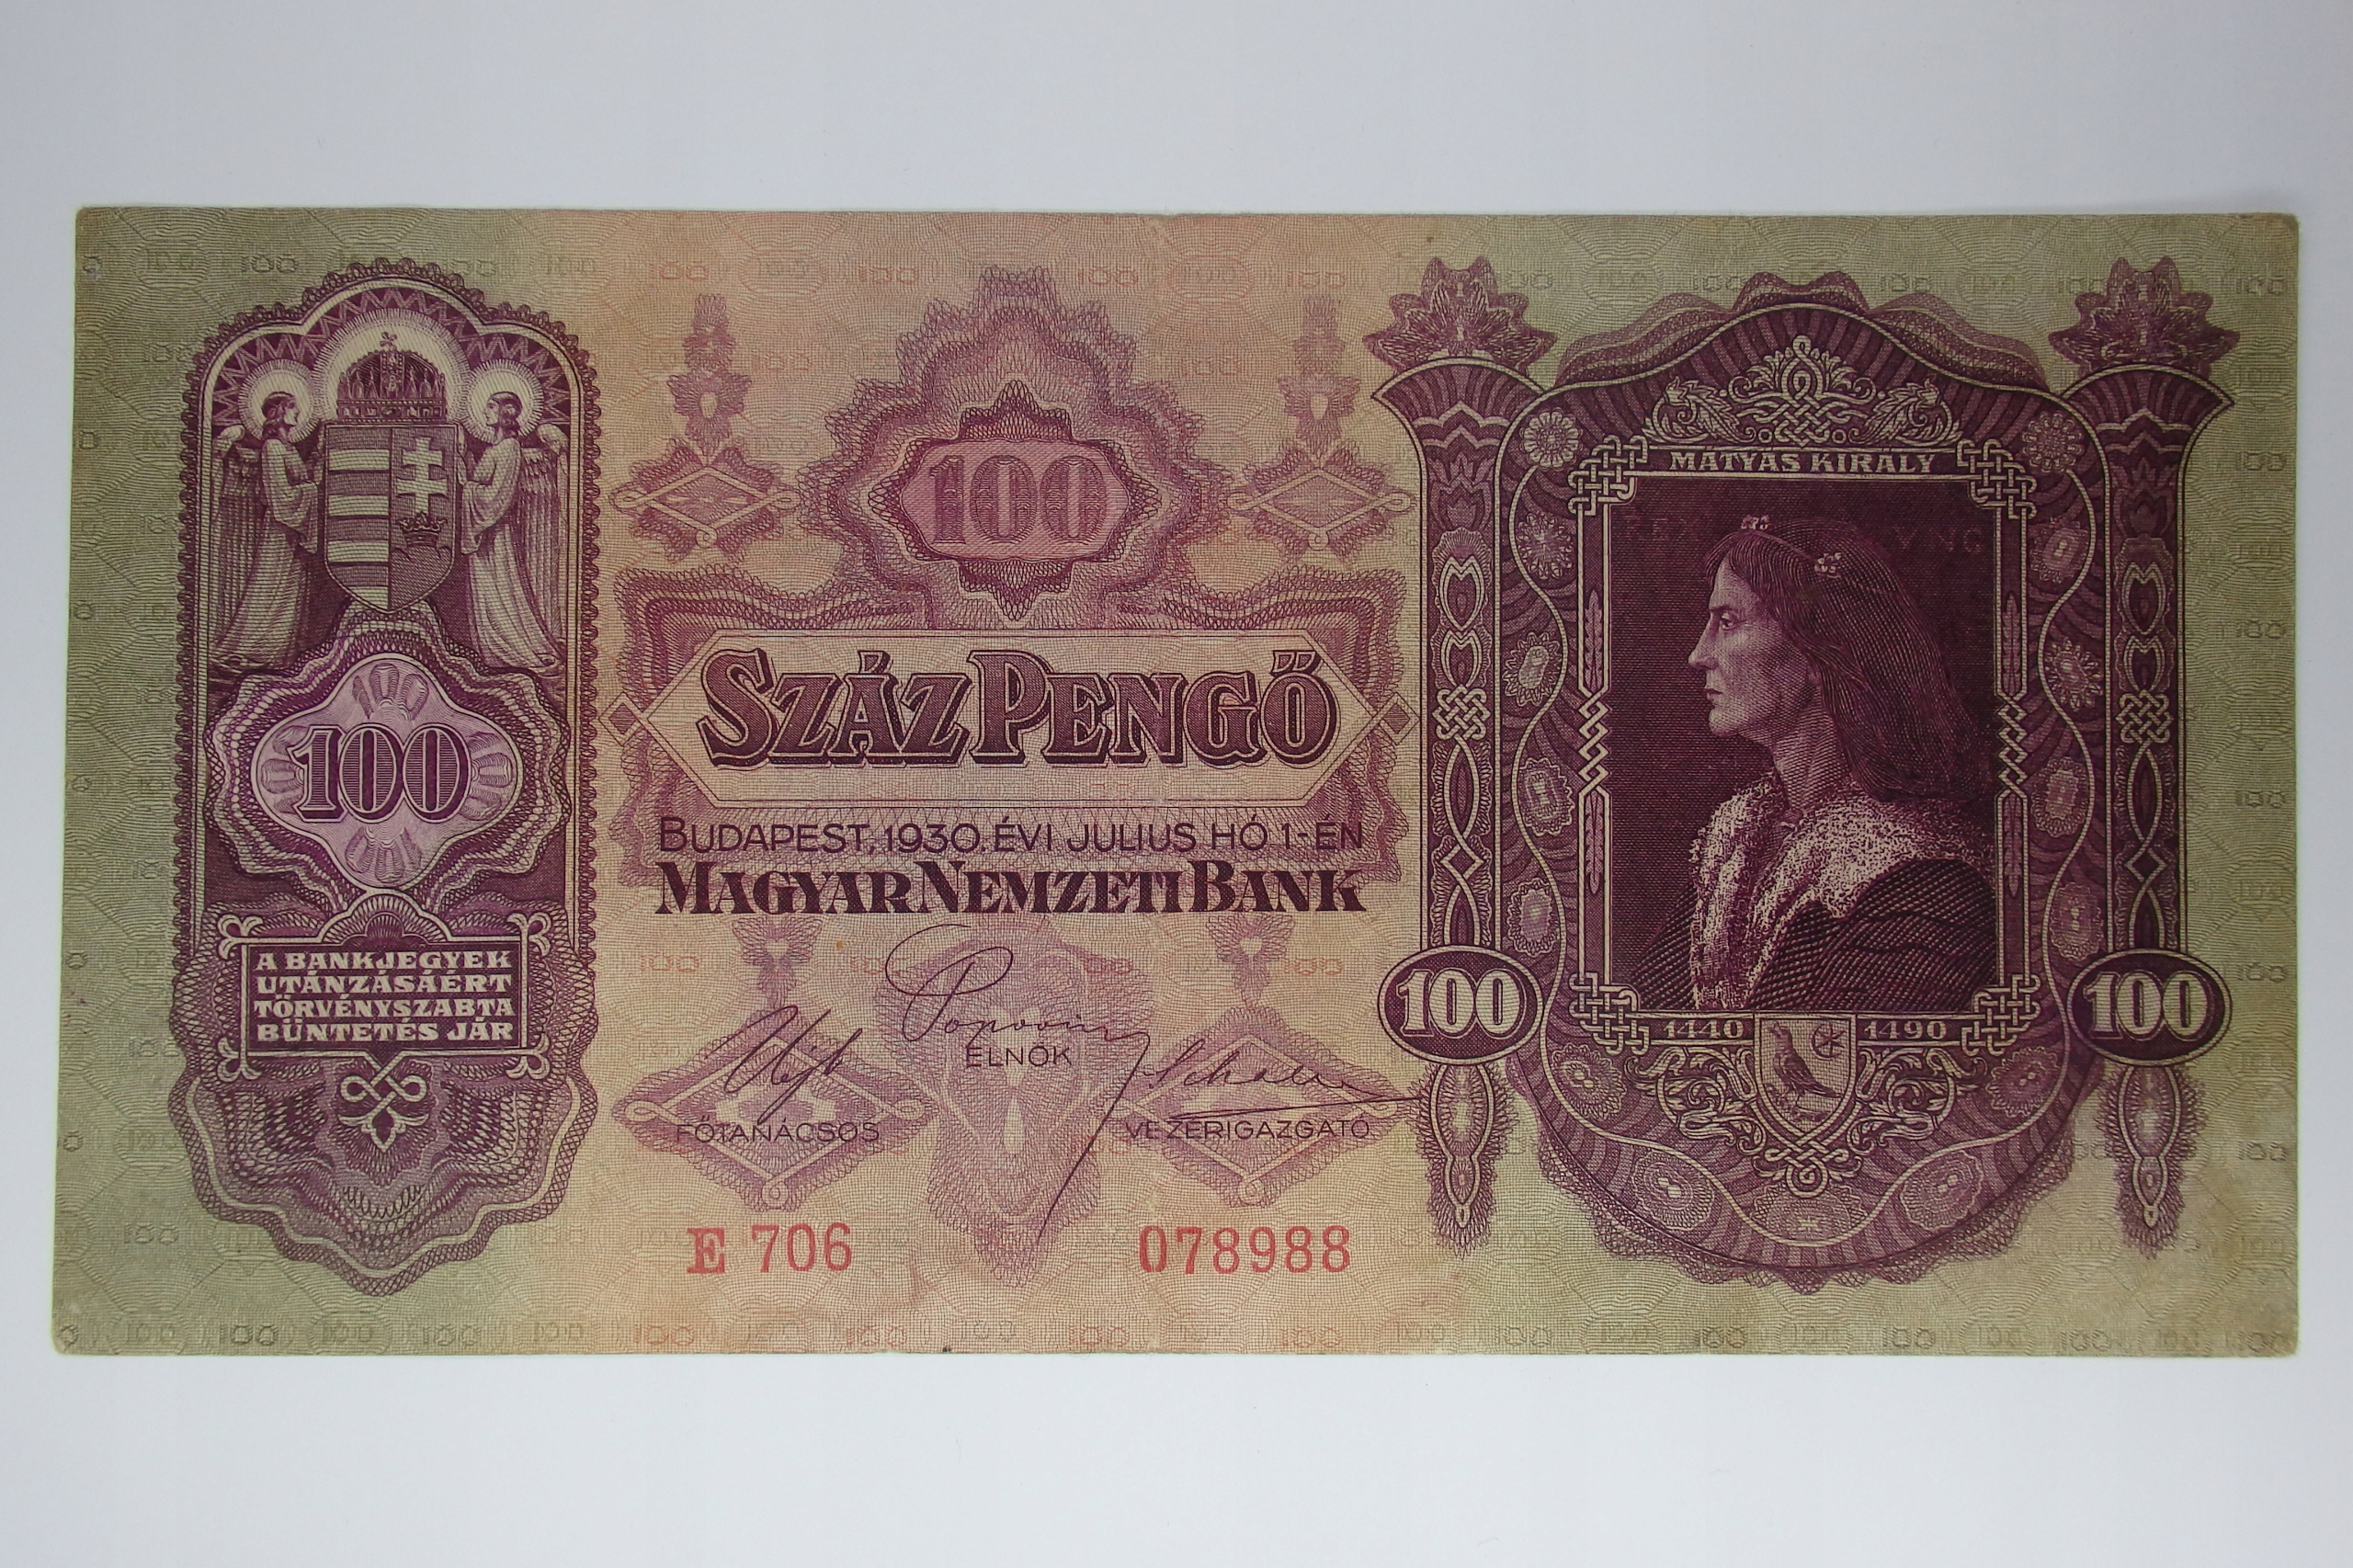 100
SZÁZ PENGŐ
BUDAPEST, 1930. ÉVI JULIUS HÓ 1-ÉN
MAGYAR NEMZETI BANK
ELNÖK
FŐTANÁCSOS
VEZÉRIGAZGATÓ
E 706
078988
100
A BANKJEGYEK
UTÁNZÁSÁÉRT
TÖRVÉNYSZABTA
BÜNTETÉS JÁR
MÁTYÁS KIRÁLY
1440
1490
100
100